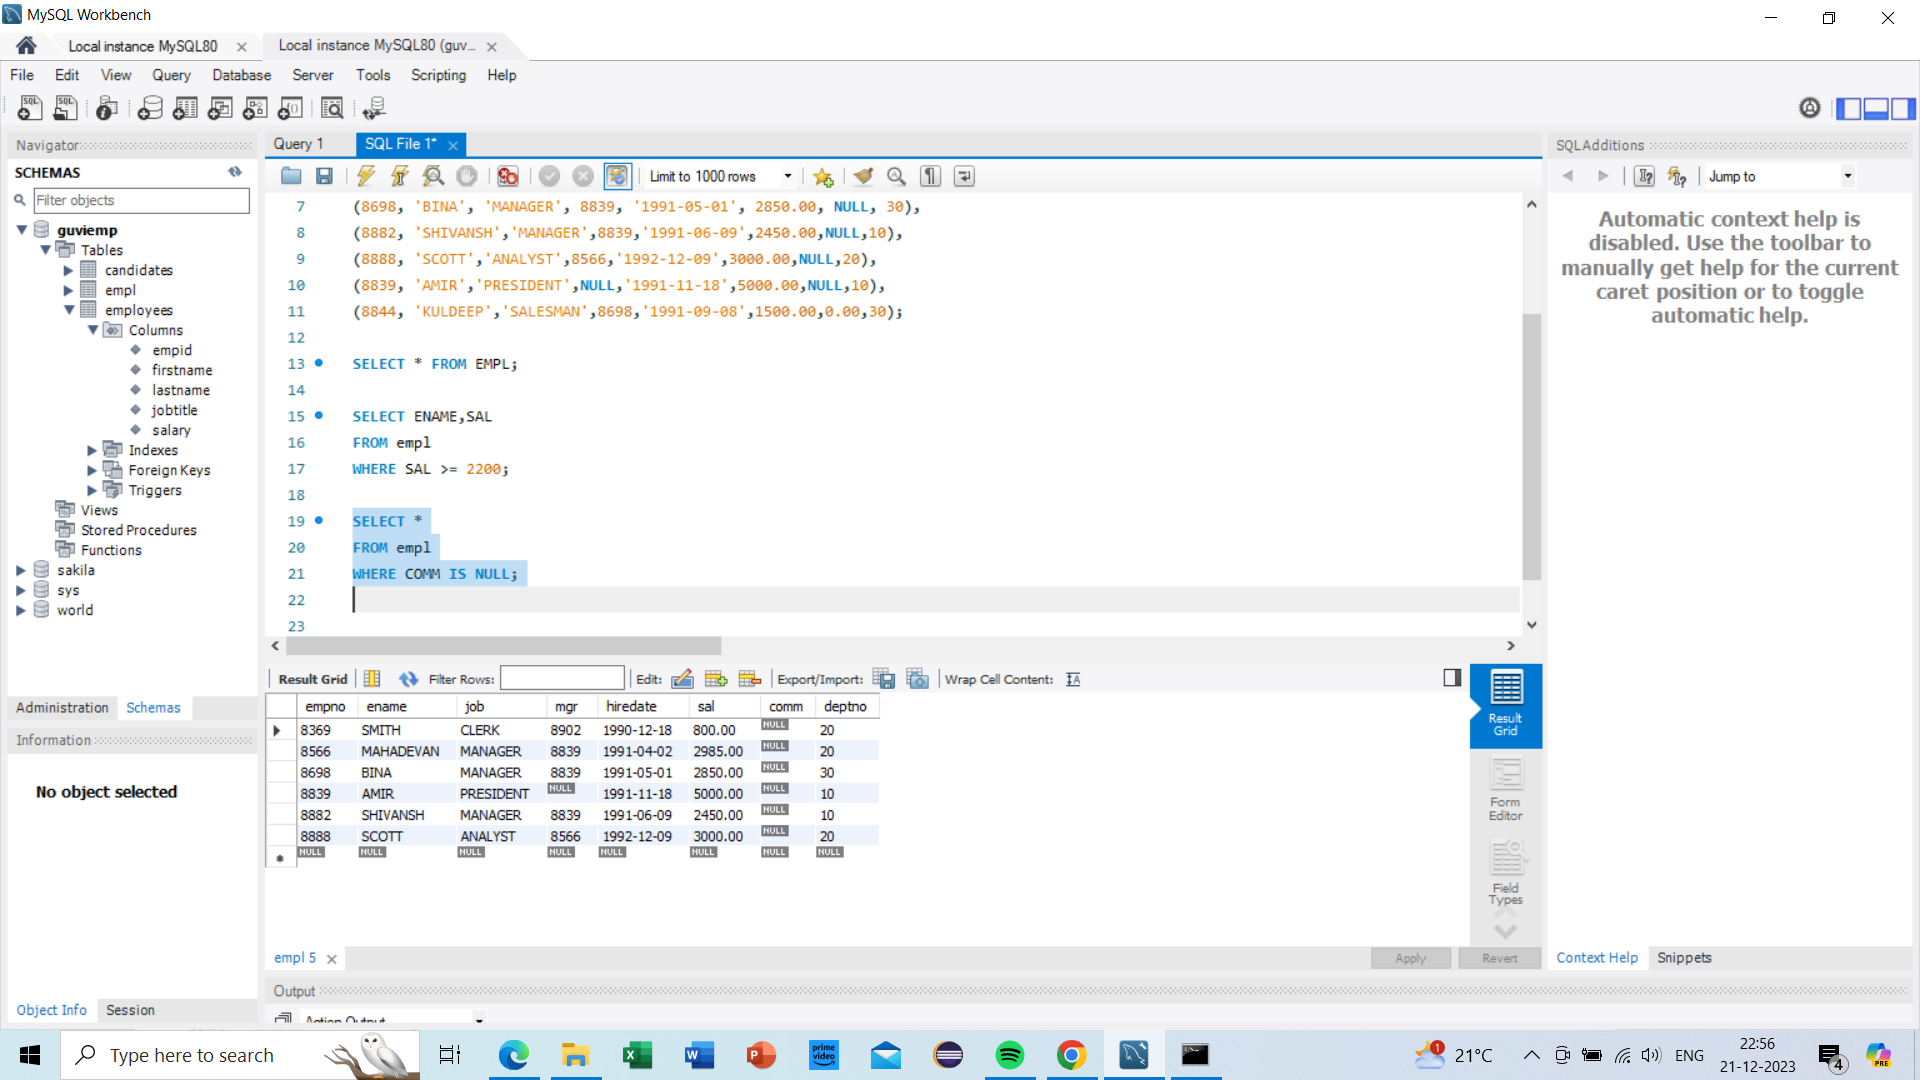 MySQL Workbench
Local instance MySQL80
Local instance MySQL80 (guv...
File Edit View Query Database Server Tools Scripting Help
Navigator
SCHEMAS
Filter objects
guviemp
Tables
candidates
empl
employees
Columns
empid
firstname
lastname
jobtitle
salary
Indexes
Foreign Keys
Triggers
Views
Stored Procedures
Functions
sakila
sys
world
Administration Schemas
Information
No object selected
Object Info Session
Query 1 SQL File 1*
Limit to 1000 rows
7 (8698, 'BINA', 'MANAGER', 8839, '1991-05-01', 2850.00, NULL, 30),
8 (8882, 'SHIVANSH','MANAGER',8839,'1991-06-09',2450.00,NULL,10),
9 (8888, 'SCOTT','ANALYST',8566,'1992-12-09',3000.00,NULL,20),
10 (8839, 'AMIR','PRESIDENT',NULL,'1991-11-18',5000.00,NULL,10),
11 (8844, 'KULDEEP','SALESMAN',8698,'1991-09-08',1500.00,0.00,30);
12
13 SELECT * FROM EMPL;
14
15 SELECT ENAME,SAL
16 FROM empl
17 WHERE SAL >= 2200;
18
19 SELECT *
20 FROM empl
21 WHERE COMM IS NULL;
22
23
Result Grid Filter Rows: Edit: Export/Import: Wrap Cell Content:
empno ename job mgr hiredate sal comm deptno
8369 SMITH CLERK 8902 1990-12-18 800.00 NULL 20
8566 MAHADEVAN MANAGER 8839 1991-04-02 2985.00 NULL 20
8698 BINA MANAGER 8839 1991-05-01 2850.00 NULL 30
8839 AMIR PRESIDENT NULL 1991-11-18 5000.00 NULL 10
8882 SHIVANSH MANAGER 8839 1991-06-09 2450.00 NULL 10
8888 SCOTT ANALYST 8566 1992-12-09 3000.00 NULL 20
NULL NULL NULL NULL NULL NULL NULL NULL
Result
Grid
Form
Editor
Field
Types
empl 5
Apply Revert
Output
Action Output
SQLAdditions
Jump to
Automatic context help is
disabled. Use the toolbar to
manually get help for the current
caret position or to toggle
automatic help.
Context Help Snippets
Type here to search
prime
video
1
21°C
ENG
22:56
21-12-2023
4
PRE